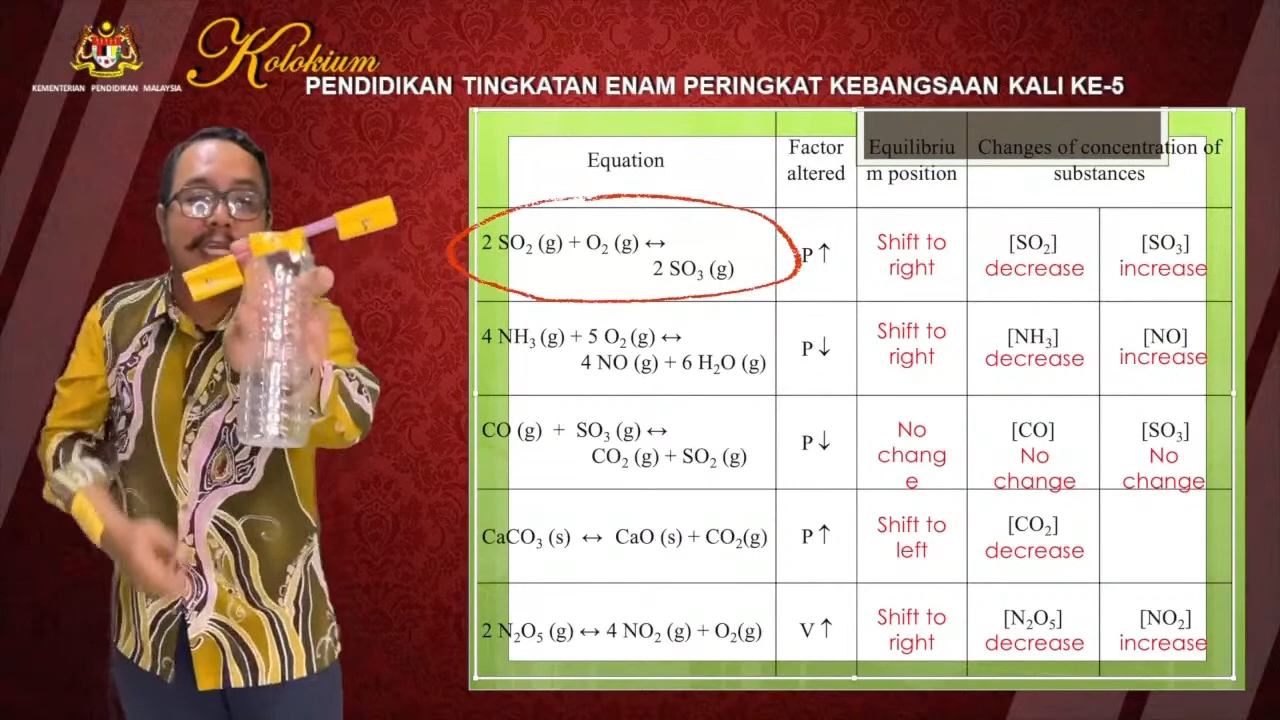 Kolokium
KEMENTERIAN PENDIDIKAN MALAYSIA
PENDIDIKAN TINGKATAN ENAM PERINGKAT KEBANGSAAN KALI KE-5
Equation
Factor
altered
Equilibriu
m position
Changes of concentration of
substances
2 SO₂ (g) + O₂ (g) ↔
2 SO₃ (g)
P ↑
Shift to
right
[SO₂]
decrease
[SO₃]
increase
4 NH₃ (g) + 5 O₂ (g) ↔
4 NO (g) + 6 H₂O (g)
P ↓
Shift to
right
[NH₃]
decrease
[NO]
increase
CO (g) + SO₃ (g) ↔
CO₂ (g) + SO₂ (g)
P ↓
No
chang
e
[CO]
No
change
[SO₃]
No
change
CaCO₃ (s) ↔ CaO (s) + CO₂(g)
P ↑
Shift to
left
[CO₂]
decrease
2 N₂O₅ (g) ↔ 4 NO₂ (g) + O₂(g)
V ↑
Shift to
right
[N₂O₅]
decrease
[NO₂]
increase